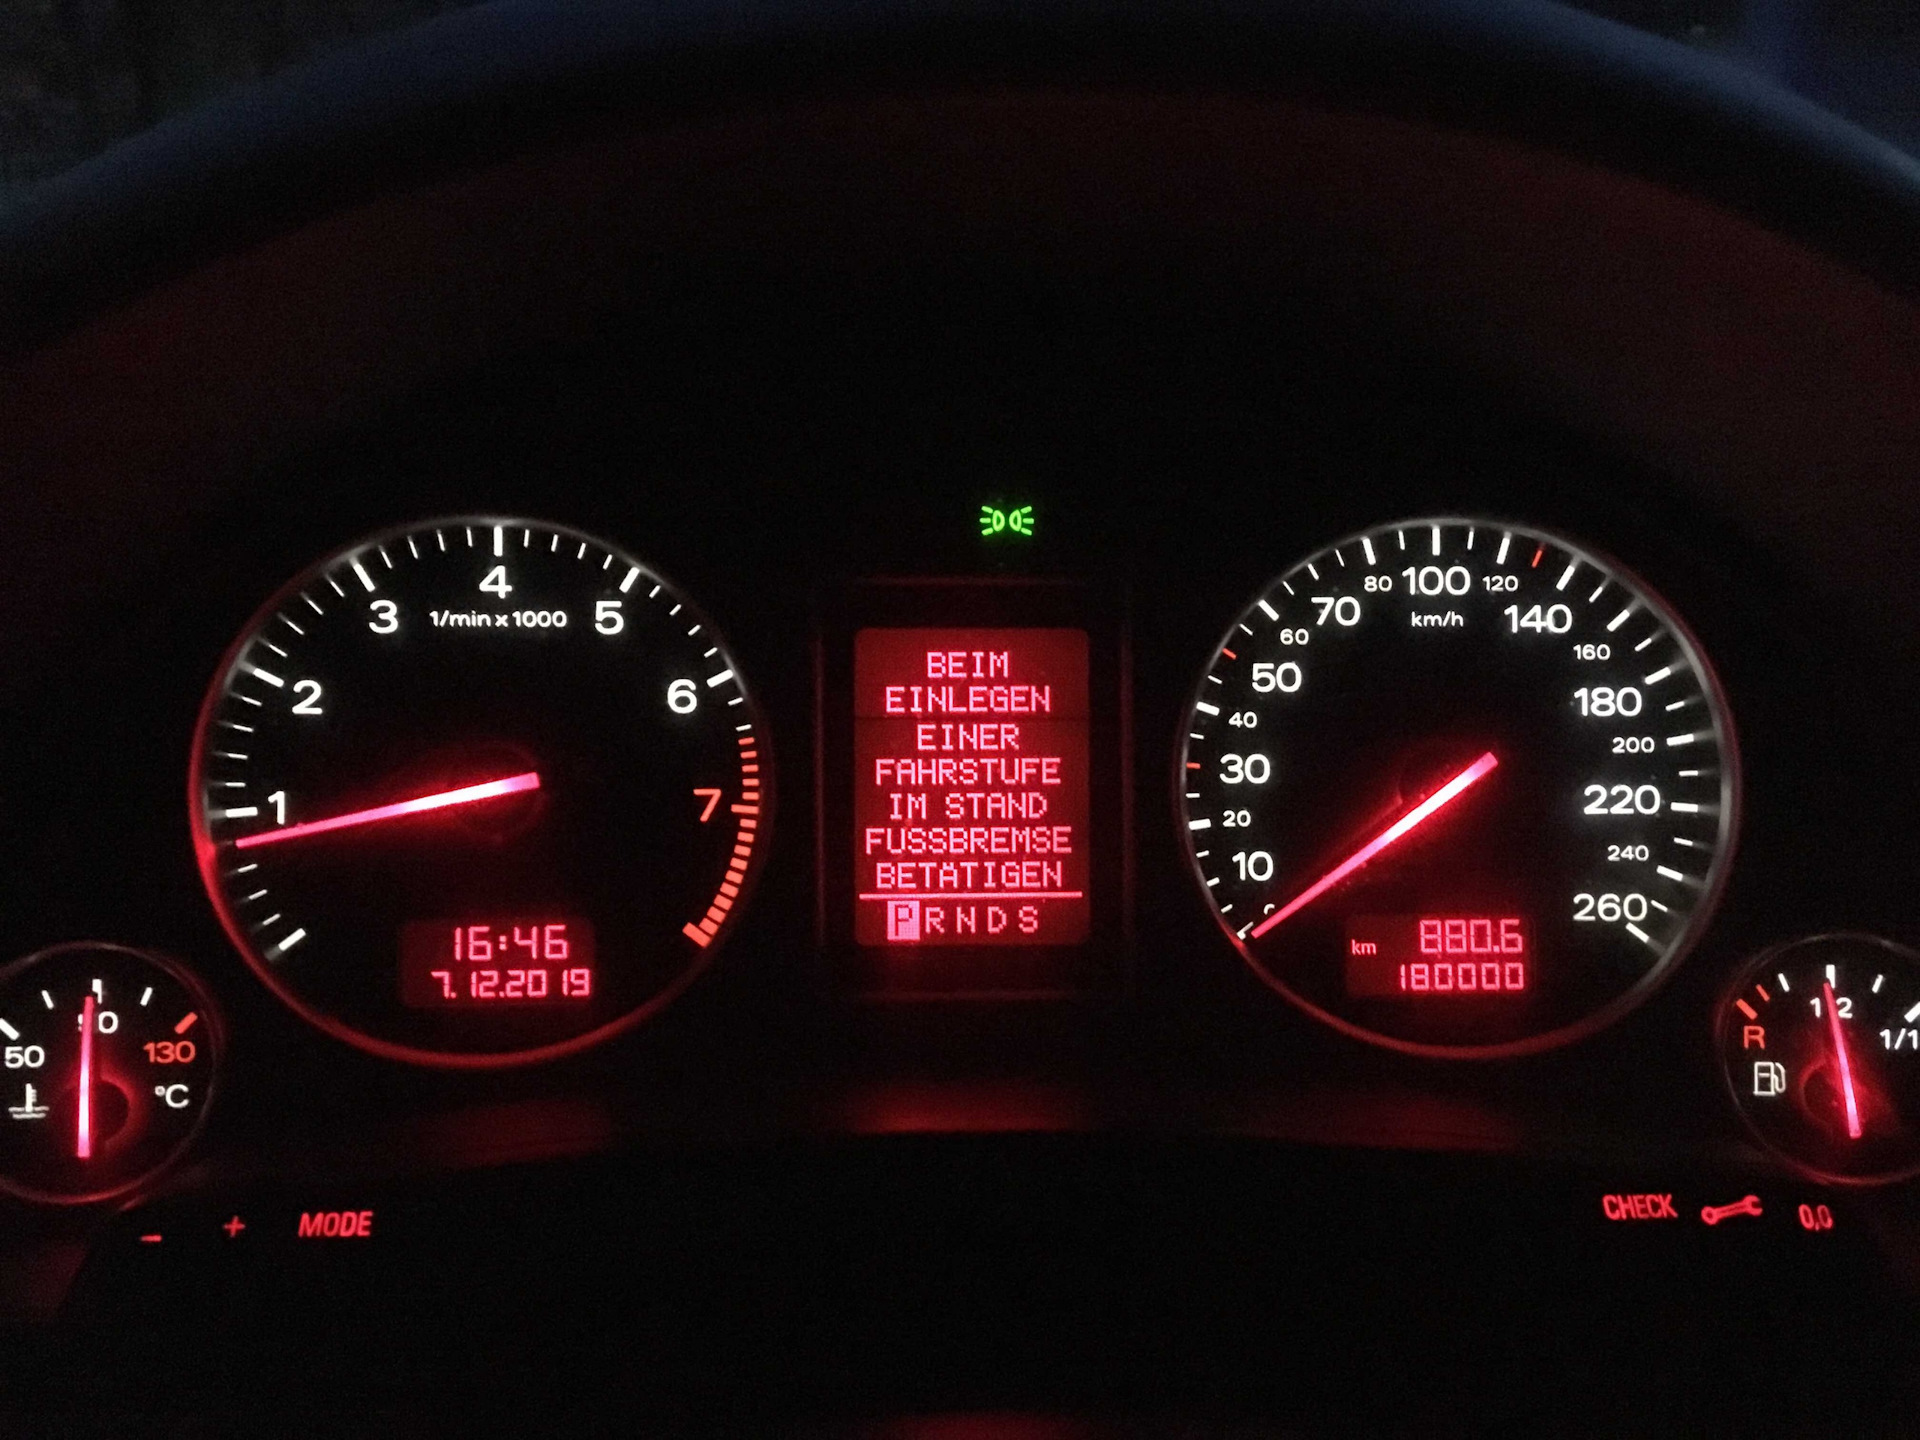 4
3
1/min x 1000
5
2
6
1
7
16:46
7.12.2019
BEIM
EINLEGEN
EINER
FAHRSTUFE
IM STAND
FUSSBREMSE
BETÄTIGEN
P R N D S
80 100 120
70
km/h
140
60
160
50
180
40
200
30
220
20
240
10
260
0
km 880.6
180000
50
90
130
°C
R
1/2
1/1
- + MODE
CHECK 0,0